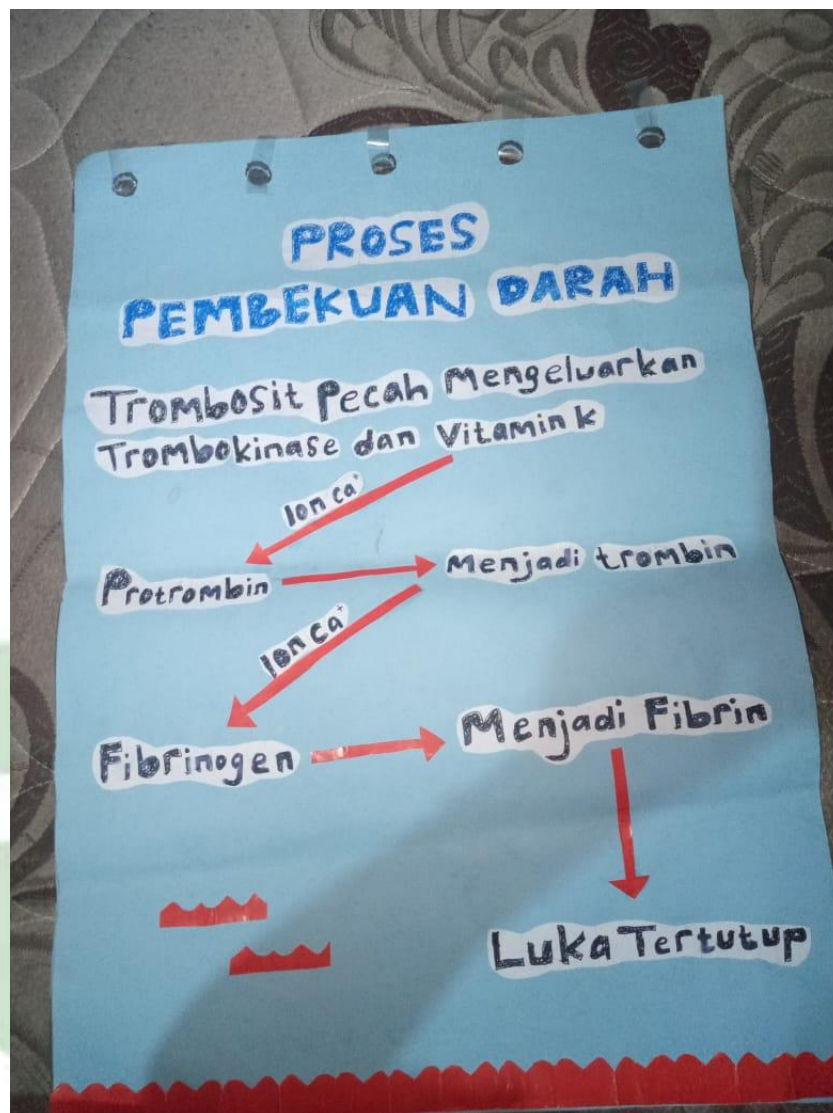 PROSES
PEMBEKUAN DARAH
Trombosit Pecah Mengeluarkan
Trombokinase dan Vitamin K
Ion Ca⁺
Protrombin
Menjadi trombin
Ion Ca⁺
Fibrinogen
Menjadi Fibrin
Luka Tertutup